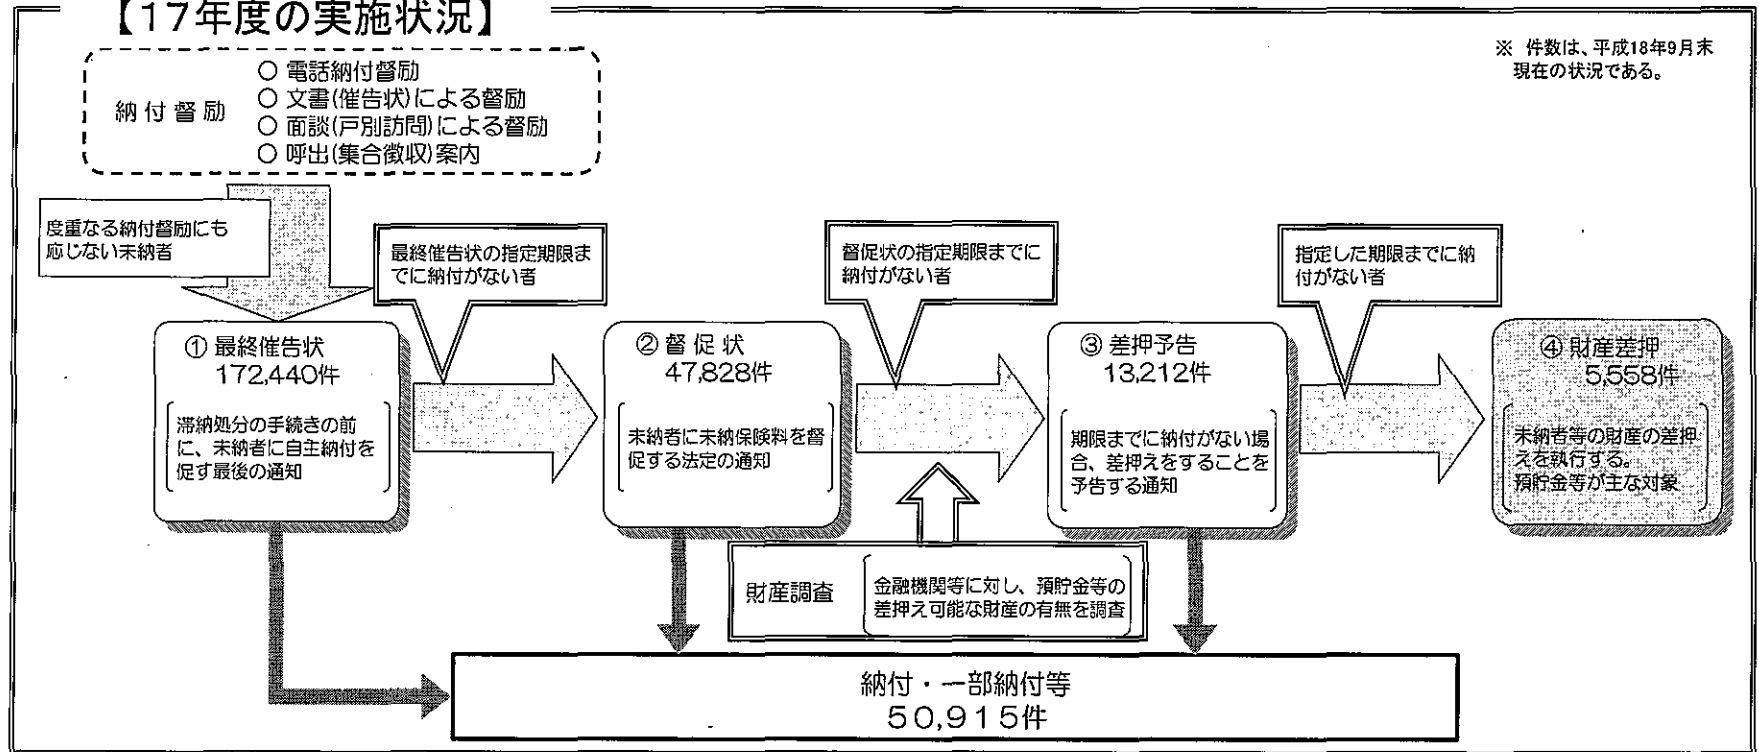 【17年度の実施状況】
※ 件数は、平成18年9月末
現在の状況である。
納付督励
○ 電話納付督励
○ 文書(催告状)による督励
○ 面談(戸別訪問)による督励
○ 呼出(集合徴収)案内
度重なる納付督励にも
応じない未納者
最終催告状の指定期限ま
でに納付がない者
督促状の指定期限までに
納付がない者
指定した期限までに納
付がない者
① 最終催告状
172,440件
滞納処分の手続きの前
に、未納者に自主納付を
促す最後の通知
② 督促状
47,828件
未納者に未納保険料を督
促する法定の通知
③ 差押予告
13,212件
期限までに納付がない場
合、差押えをすることを
予告する通知
④ 財産差押
5,558件
未納者等の財産の差押
えを執行する。
預貯金等が主な対象
財産調査
金融機関等に対し、預貯金等の
差押え可能な財産の有無を調査
納付・一部納付等
50,915件